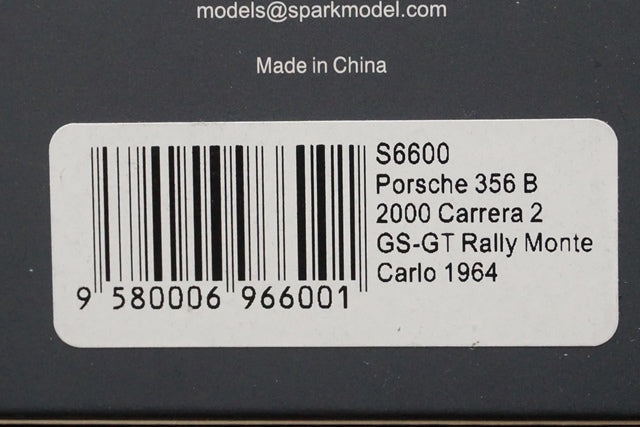 models@sparkmodel.com
Made in China
S6600
Porsche 356 B
2000 Carrera 2
GS-GT Rally Monte
Carlo 1964
9 580006 966001